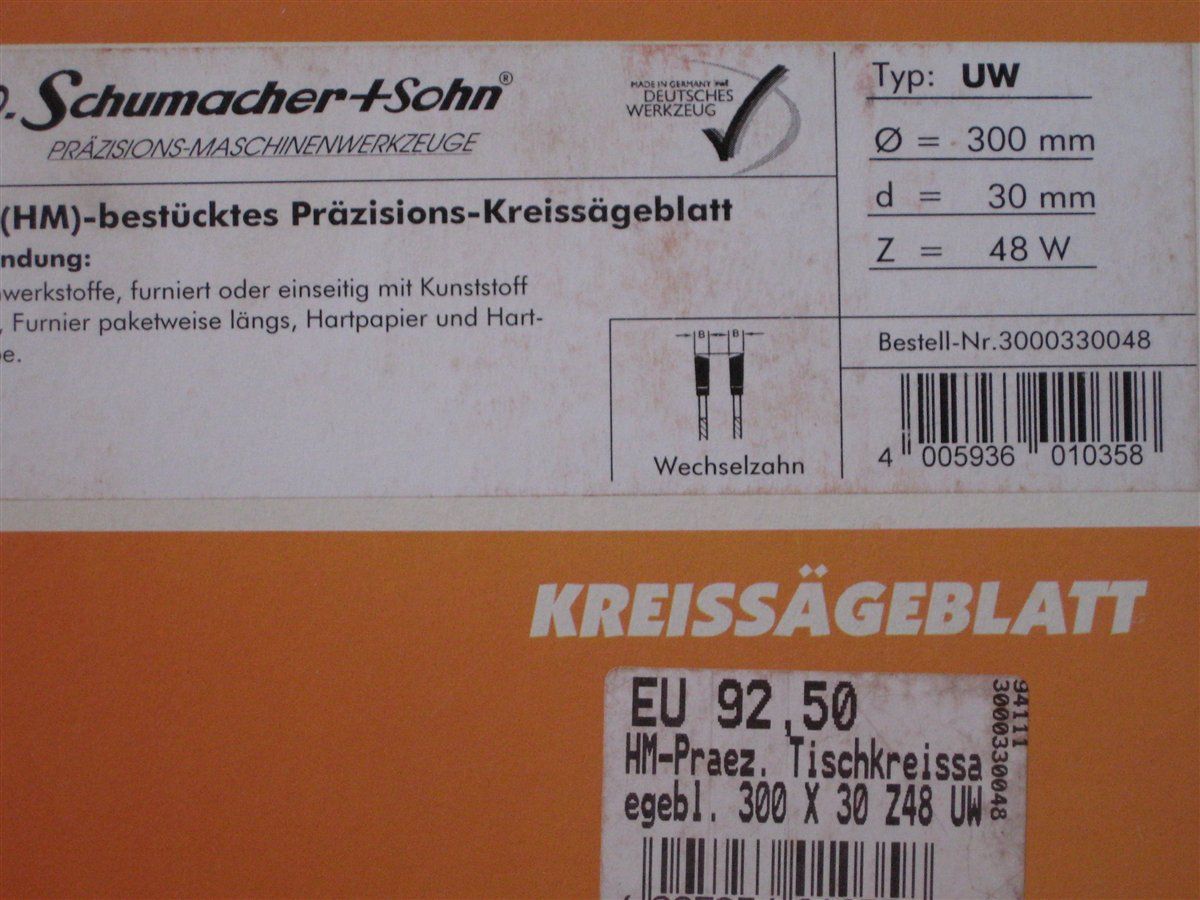 Schumacher+Sohn®
PRÄZISIONS-MASCHINENWERKZEUGE
MADE IN GERMANY
DEUTSCHES
WERKZEUG
Typ: UW
Ø = 300 mm
d = 30 mm
Z = 48 W
(HM)-bestücktes Präzisions-Kreissägeblatt
ndung:
werkstoffe, furniert oder einseitig mit Kunststoff
, Furnier paketweise längs, Hartpapier und Hart-
e.
B B
Wechselzahn
Bestell-Nr.3000330048
4 005936 010358
KREISSÄGEBLATT
EU 92,50
HM-Praez. Tischkreissa
egebl. 300 X 30 Z48 UW
94111
3000330048